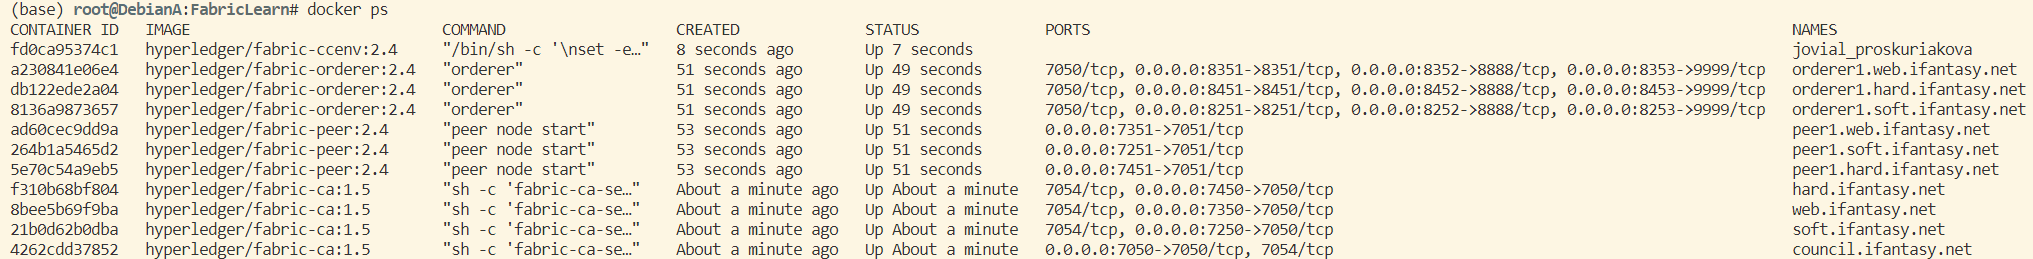 (base) root@DebianA:FabricLearn# docker ps
CONTAINER ID   IMAGE                            COMMAND                  CREATED              STATUS              PORTS                                                                                NAMES
fd0ca95374c1   hyperledger/fabric-ccenv:2.4     "/bin/sh -c '\nset -e…"   8 seconds ago        Up 7 seconds                                                                                             jovial_proskuriakova
a230841e06e4   hyperledger/fabric-orderer:2.4   "orderer"                51 seconds ago       Up 49 seconds       7050/tcp, 0.0.0.0:8351->8351/tcp, 0.0.0.0:8352->8888/tcp, 0.0.0.0:8353->9999/tcp   orderer1.web.ifantasy.net
db122ede2a04   hyperledger/fabric-orderer:2.4   "orderer"                51 seconds ago       Up 49 seconds       7050/tcp, 0.0.0.0:8451->8451/tcp, 0.0.0.0:8452->8888/tcp, 0.0.0.0:8453->9999/tcp   orderer1.hard.ifantasy.net
8136a9873657   hyperledger/fabric-orderer:2.4   "orderer"                51 seconds ago       Up 49 seconds       7050/tcp, 0.0.0.0:8251->8251/tcp, 0.0.0.0:8252->8888/tcp, 0.0.0.0:8253->9999/tcp   orderer1.soft.ifantasy.net
ad60cec9dd9a   hyperledger/fabric-peer:2.4      "peer node start"        53 seconds ago       Up 51 seconds       0.0.0.0:7351->7051/tcp                                                             peer1.web.ifantasy.net
264b1a5465d2   hyperledger/fabric-peer:2.4      "peer node start"        53 seconds ago       Up 51 seconds       0.0.0.0:7251->7051/tcp                                                             peer1.soft.ifantasy.net
5e70c54a9eb5   hyperledger/fabric-peer:2.4      "peer node start"        53 seconds ago       Up 51 seconds       0.0.0.0:7451->7051/tcp                                                             peer1.hard.ifantasy.net
f310b68bf804   hyperledger/fabric-ca:1.5        "sh -c 'fabric-ca-se…"   About a minute ago   Up About a minute   7054/tcp, 0.0.0.0:7450->7050/tcp                                                   hard.ifantasy.net
8bee5b69f9ba   hyperledger/fabric-ca:1.5        "sh -c 'fabric-ca-se…"   About a minute ago   Up About a minute   7054/tcp, 0.0.0.0:7350->7050/tcp                                                   web.ifantasy.net
21b0d62b0dba   hyperledger/fabric-ca:1.5        "sh -c 'fabric-ca-se…"   About a minute ago   Up About a minute   7054/tcp, 0.0.0.0:7250->7050/tcp                                                   soft.ifantasy.net
4262cdd37852   hyperledger/fabric-ca:1.5        "sh -c 'fabric-ca-se…"   About a minute ago   Up About a minute   0.0.0.0:7050->7050/tcp, 7054/tcp                                                   council.ifantasy.net